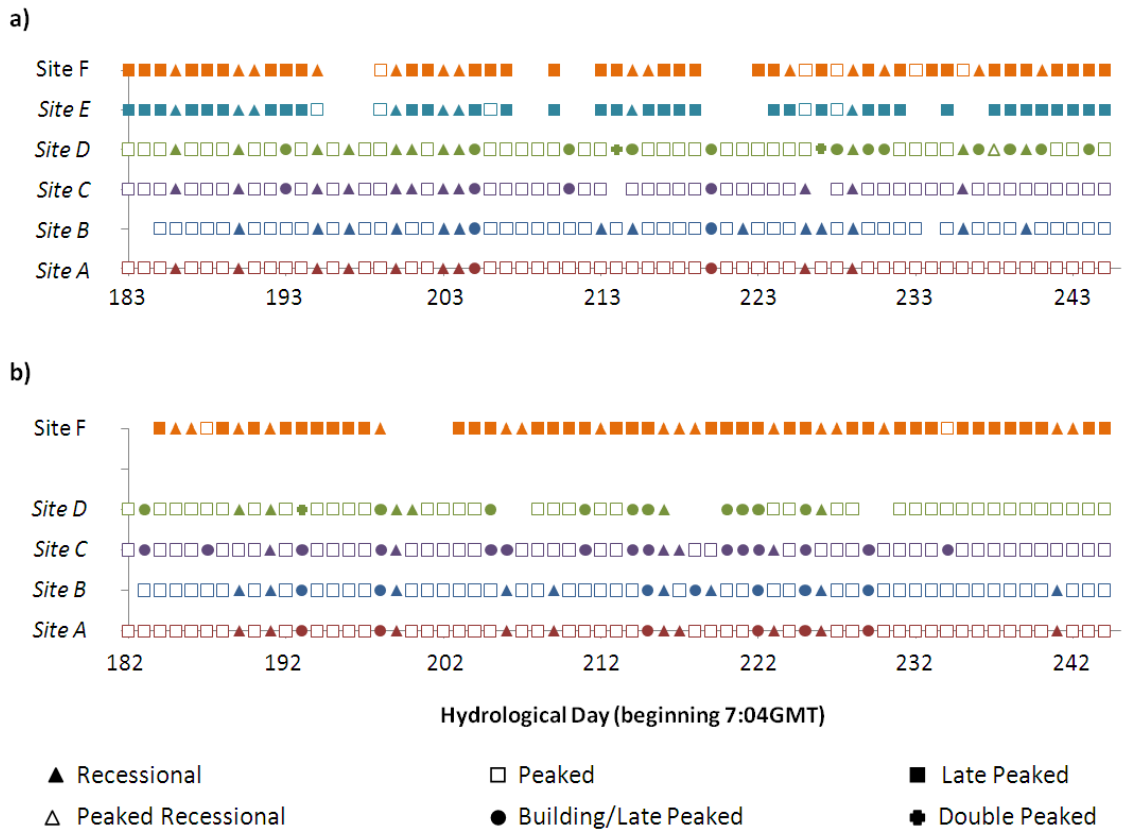 a)
Site F
Site E
Site D
Site C
Site B
Site A
183 193 203 213 223 233 243
b)
Site F
Site D
Site C
Site B
Site A
182 192 202 212 222 232 242
Hydrological Day (beginning 7:04GMT)
Recessional Peaked Late Peaked
Peaked Recessional Building/Late Peaked Double Peaked